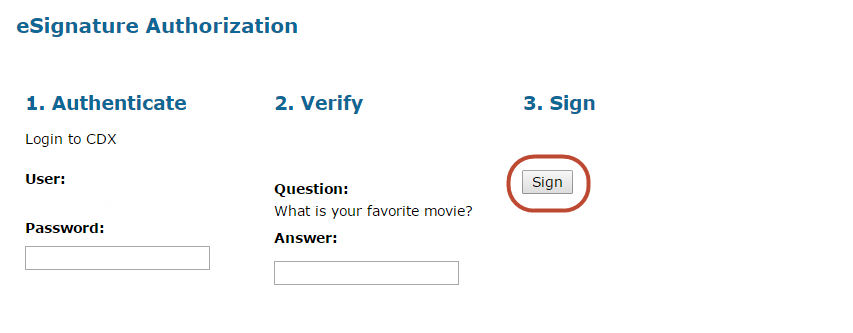 eSignature Authorization
1. Authenticate
Login to CDX
User:
Password:
2. Verify
Question:
What is your favorite movie?
Answer:
3. Sign
Sign